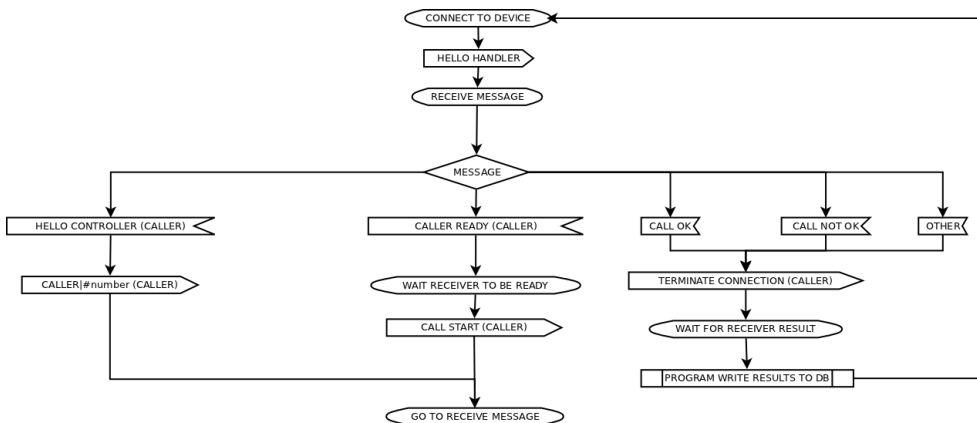 CONNECT TO DEVICE
HELLO HANDLER
RECEIVE MESSAGE
MESSAGE
HELLO CONTROLLER (CALLER)
CALLER READY (CALLER)
CALL OK
CALL NOT OK
OTHER
CALLER|#number (CALLER)
WAIT RECEIVER TO BE READY
TERMINATE CONNECTION (CALLER)
CALL START (CALLER)
WAIT FOR RECEIVER RESULT
PROGRAM WRITE RESULTS TO DB
GO TO RECEIVE MESSAGE